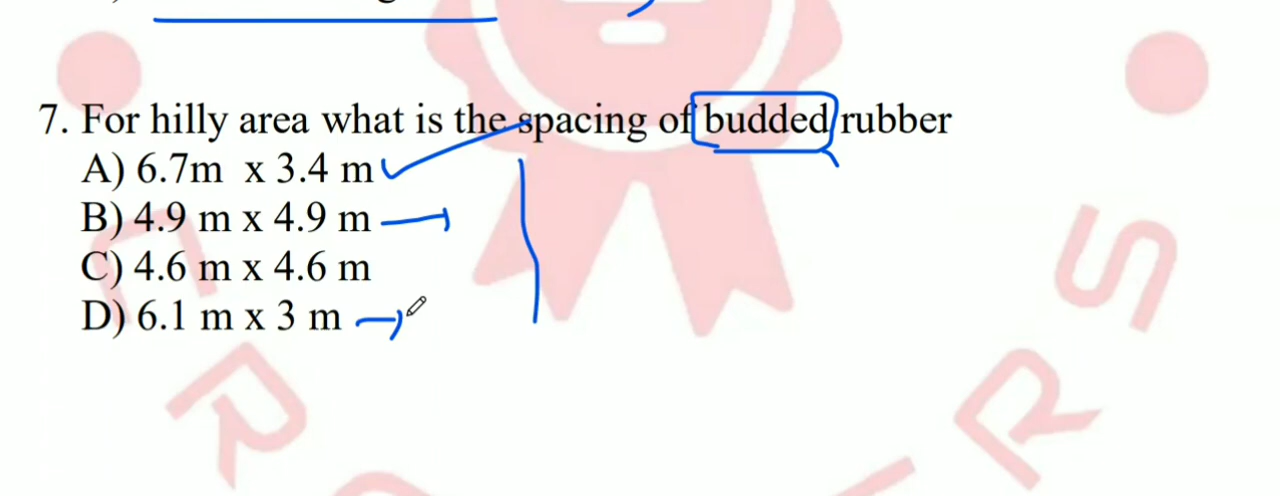 7. For hilly area what is the spacing of budded rubber
A) 6.7m x 3.4 m
B) 4.9 m x 4.9 m
C) 4.6 m x 4.6 m
D) 6.1 m x 3 m